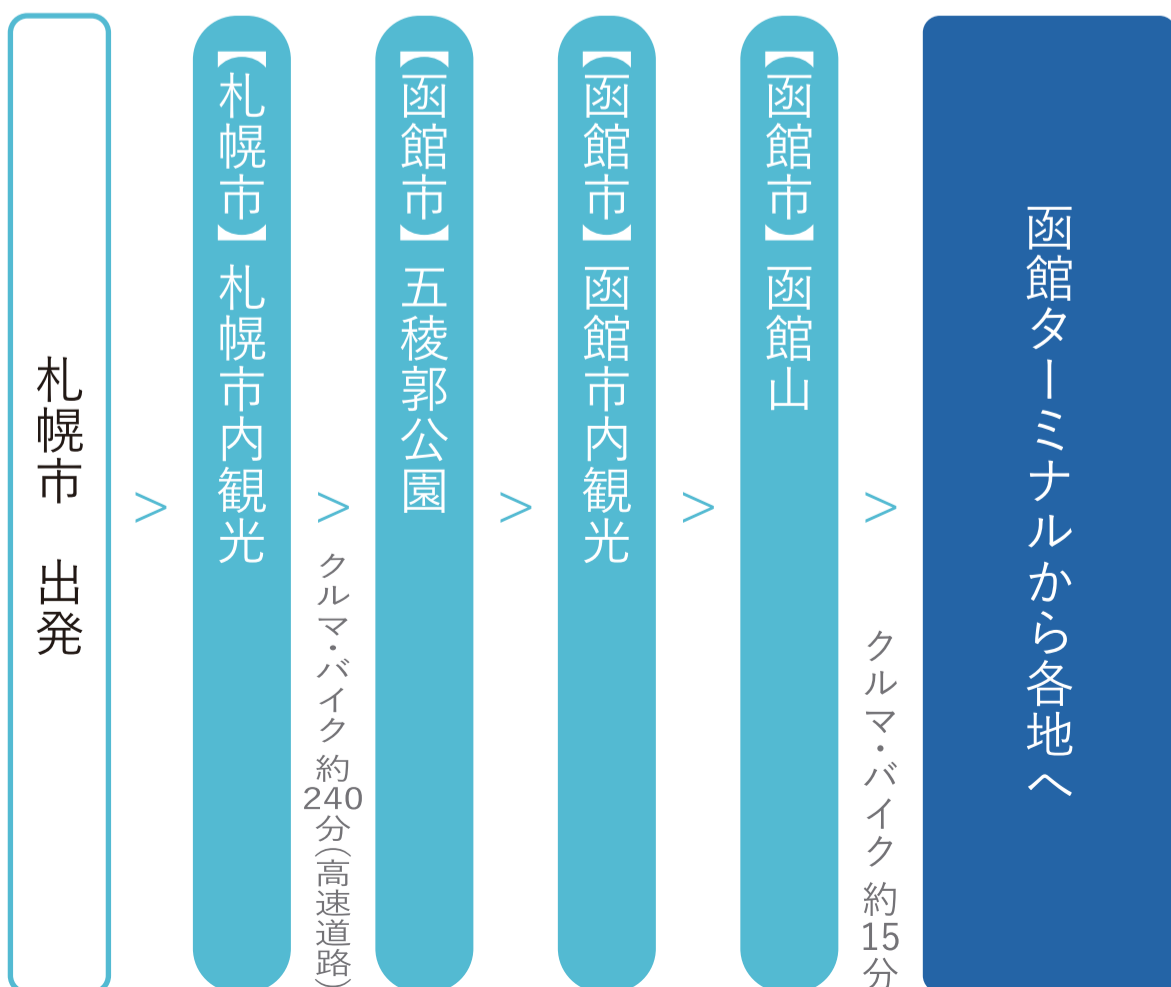 札幌市　出発
>
【札幌市】札幌市内観光
>
クルマ・バイク 約240分(高速道路)
【函館市】五稜郭公園
>
【函館市】函館市内観光
>
【函館市】函館山
>
クルマ・バイク 約15分
函館ターミナルから各地へ